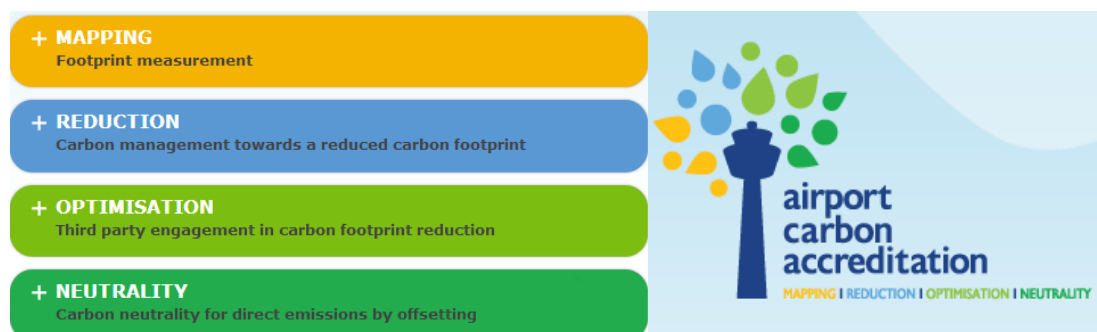 + MAPPING
Footprint measurement
+ REDUCTION
Carbon management towards a reduced carbon footprint
+ OPTIMISATION
Third party engagement in carbon footprint reduction
+ NEUTRALITY
Carbon neutrality for direct emissions by offsetting
airport
carbon
accreditation
MAPPING I REDUCTION I OPTIMISATION I NEUTRALITY